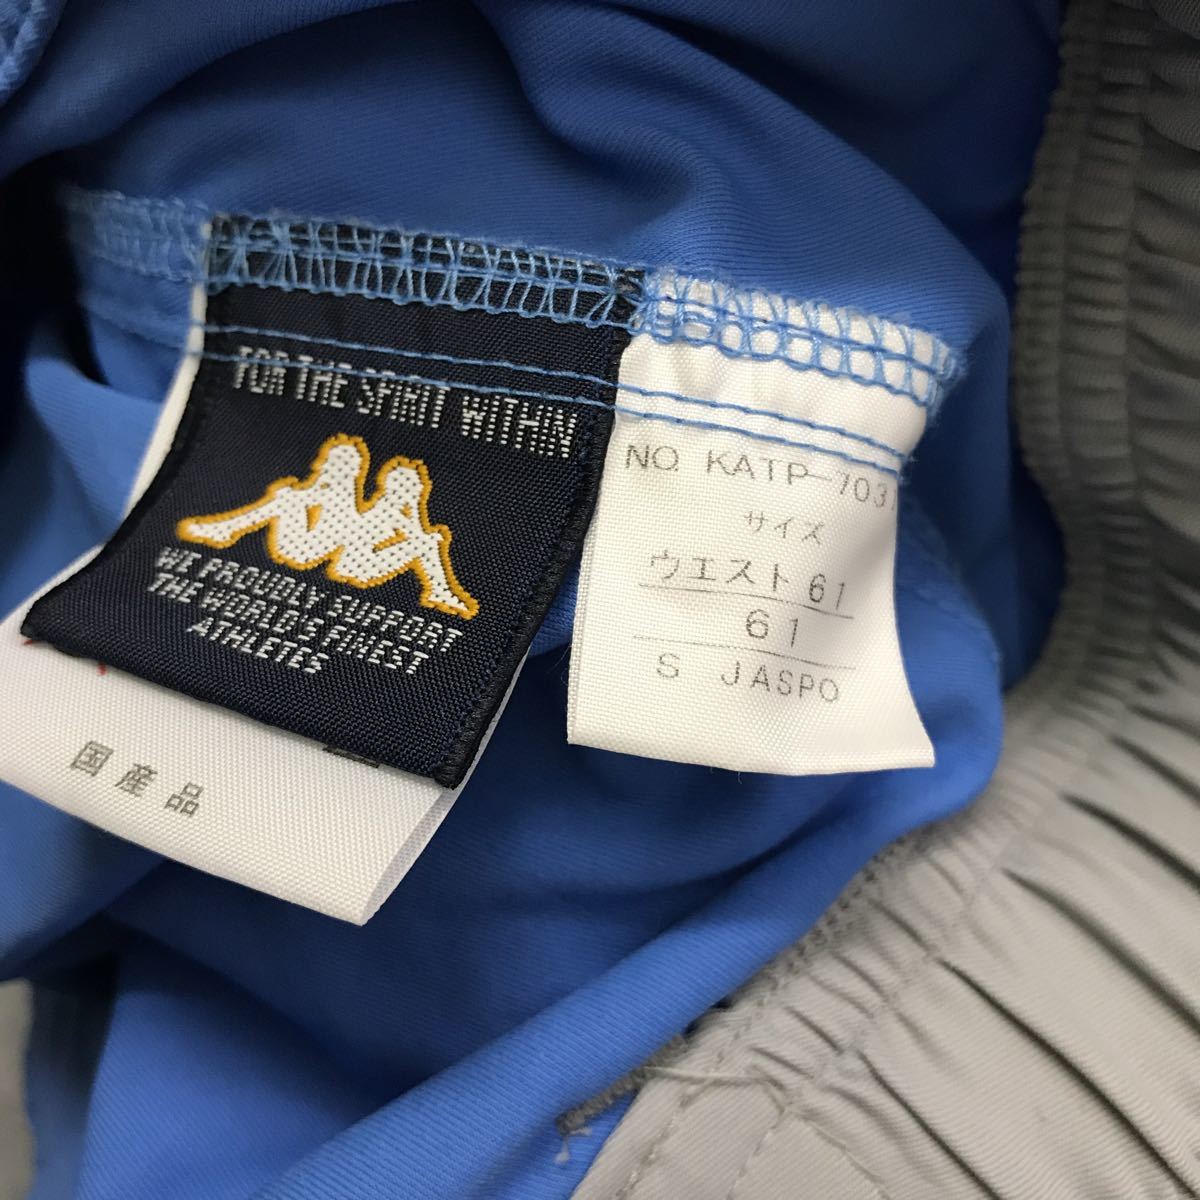 FOR THE SPIRIT WITHIN
WE PROUDLY SUPPORT
THE WORLD'S FINEST
ATHLETES
国産品
NO. KATP-7031
サイズ
ウエスト 61
61
S JASPO